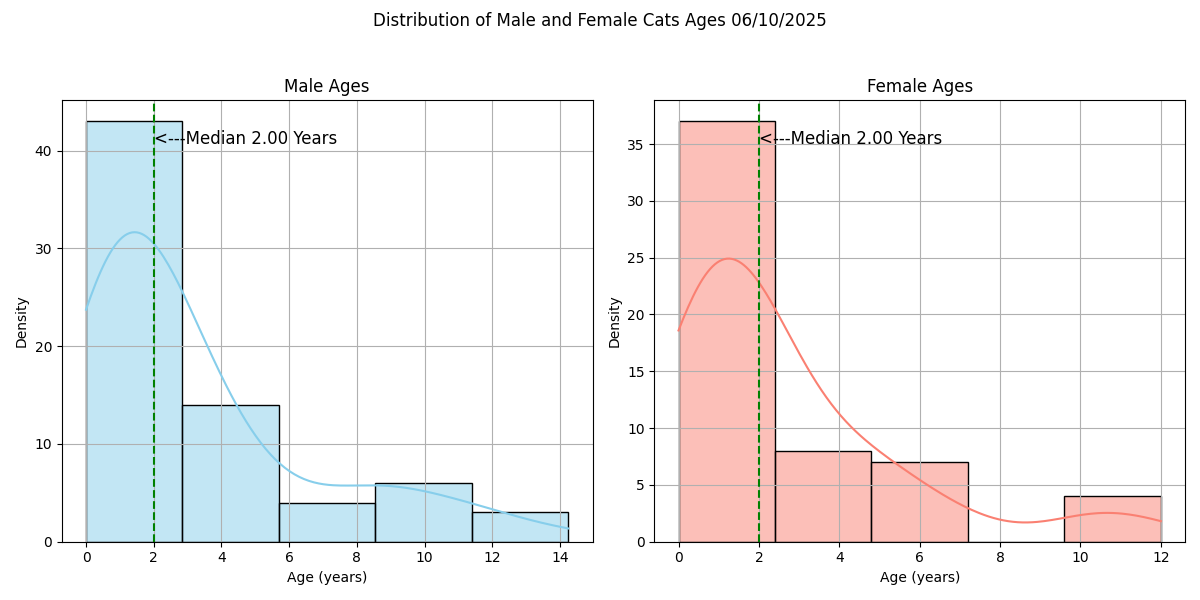 Distribution of Male and Female Cats Ages 06/10/2025
Male Ages
<---Median 2.00 Years
Density
40
30
20
10
0
0 2 4 6 8 10 12 14
Age (years)
Female Ages
<---Median 2.00 Years
Density
35
30
25
20
15
10
5
0
0 2 4 6 8 10 12
Age (years)